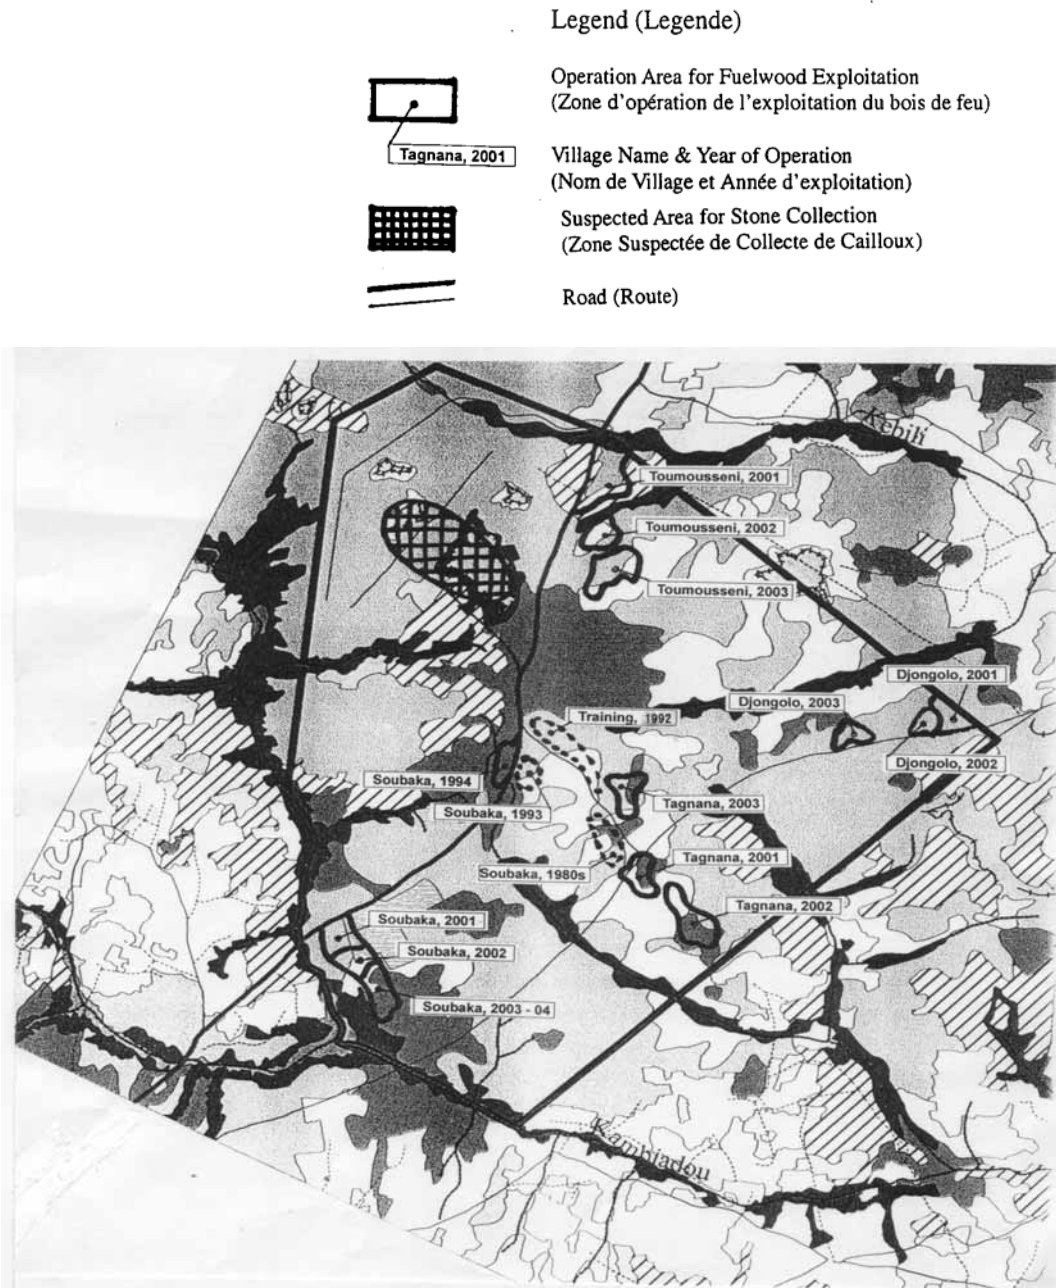 Legend (Legende)
Operation Area for Fuelwood Exploitation
(Zone d'opération de l'exploitation du bois de feu)
Tagnana, 2001
Village Name & Year of Operation
(Nom de Village et Année d'exploitation)
Suspected Area for Stone Collection
(Zone Suspectée de Collecte de Cailloux)
Road (Route)
Kebili
Toumousseni, 2001
Toumousseni, 2002
Toumousseni, 2003
Djongolo, 2001
Djongolo, 2003
Training, 1992
Djongolo, 2002
Soubaka, 1994
Tagnana, 2003
Soubaka, 1993
Tagnana, 2001
Soubaka, 1980s
Tagnana, 2002
Soubaka, 2001
Soubaka, 2002
Soubaka, 2003 - 04